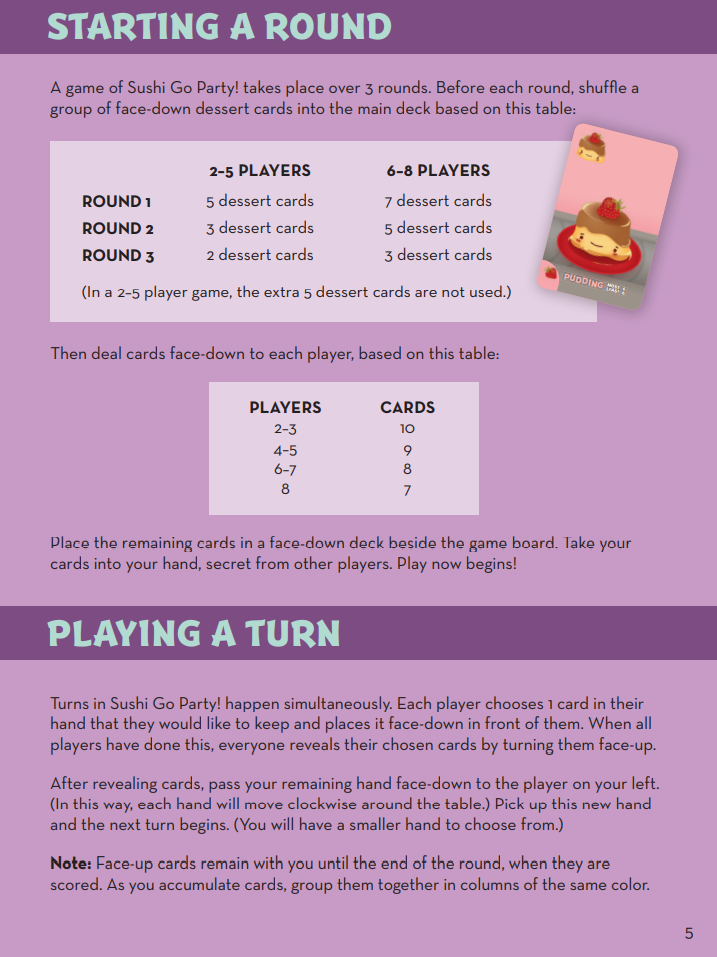 STARTING A ROUND
A game of Sushi Go Party! takes place over 3 rounds. Before each round, shuffle a
group of face-down dessert cards into the main deck based on this table:
2–5 PLAYERS 6–8 PLAYERS
ROUND 1 5 dessert cards 7 dessert cards
ROUND 2 3 dessert cards 5 dessert cards
ROUND 3 2 dessert cards 3 dessert cards
(In a 2–5 player game, the extra 5 dessert cards are not used.)
PUDDING
Then deal cards face-down to each player, based on this table:
PLAYERS CARDS
2–3 10
4–5 9
6–7 8
8 7
Place the remaining cards in a face-down deck beside the game board. Take your
cards into your hand, secret from other players. Play now begins!
PLAYING A TURN
Turns in Sushi Go Party! happen simultaneously. Each player chooses 1 card in their
hand that they would like to keep and places it face-down in front of them. When all
players have done this, everyone reveals their chosen cards by turning them face-up.
After revealing cards, pass your remaining hand face-down to the player on your left.
(In this way, each hand will move clockwise around the table.) Pick up this new hand
and the next turn begins. (You will have a smaller hand to choose from.)
Note: Face-up cards remain with you until the end of the round, when they are
scored. As you accumulate cards, group them together in columns of the same color.
5